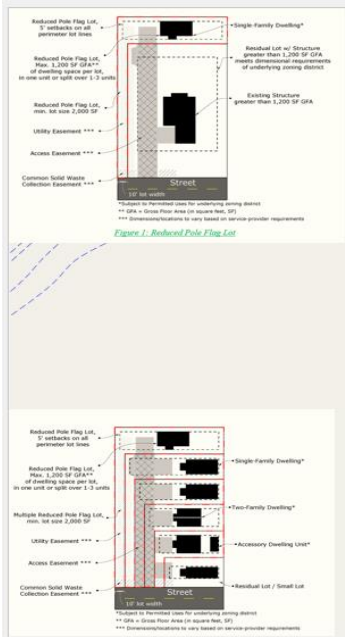 Reduced Pole Flag Lot,
5' setbacks on all
perimeter lot lines
Single-Family Dwelling*
Reduced Pole Flag Lot,
Max. 1,200 SF GFA**
of dwelling space per lot,
in one unit or split over 1-3 units
Residual Lot w/ Structure
greater than 1,200 SF GFA
meets dimensional requirements
of underlying zoning district
Reduced Pole Flag Lot,
min. lot size 2,000 SF
Existing Structure
greater than 1,200 SF GFA
Utility Easement ***
Access Easement ***
Common Solid Waste
Collection Easement ***
Street
10' lot width
*Subject to Permitted Uses for underlying zoning district
** GFA = Gross Floor Area (in square feet, SF)
*** Dimensions/locations to vary based on service-provider requirements
Figure 1: Reduced Pole Flag Lot
Reduced Pole Flag Lot,
5' setbacks on all
perimeter lot lines
Single-Family Dwelling*
Reduced Pole Flag Lot,
Max. 1,200 SF GFA**
of dwelling space per lot,
in one unit or split over 1-3 units
Two-Family Dwelling*
Multiple Reduced Pole Flag Lot,
min. lot size 2,000 SF
Utility Easement ***
Accessory Dwelling Unit*
Access Easement ***
Common Solid Waste
Collection Easement ***
Residual Lot / Small Lot
Street
10' lot width
*Subject to Permitted Uses for underlying zoning district
** GFA = Gross Floor Area (in square feet, SF)
*** Dimensions/locations to vary based on service-provider requirements